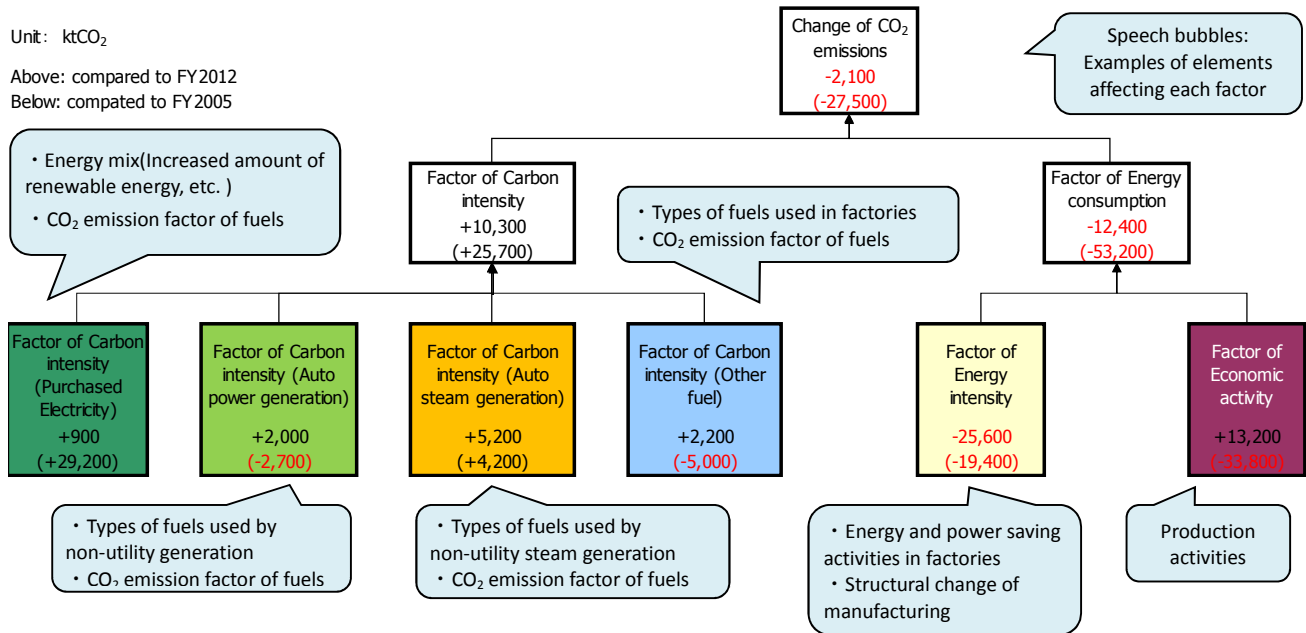 Unit: ktCO₂
Above: compared to FY2012
Below: compated to FY2005
Change of CO₂
emissions
-2,100
(-27,500)
Speech bubbles:
Examples of elements
affecting each factor
・Energy mix(Increased amount of
renewable energy, etc. )
・CO₂ emission factor of fuels
Factor of Carbon
intensity
+10,300
(+25,700)
・Types of fuels used in factories
・CO₂ emission factor of fuels
Factor of Energy
consumption
-12,400
(-53,200)
Factor of Carbon
intensity
(Purchased
Electricity)
+900
(+29,200)
Factor of Carbon
intensity (Auto
power generation)
+2,000
(-2,700)
Factor of Carbon
intensity (Auto
steam generation)
+5,200
(+4,200)
Factor of Carbon
intensity (Other
fuel)
+2,200
(-5,000)
Factor of
Energy
intensity
-25,600
(-19,400)
Factor of
Economic
activity
+13,200
(-33,800)
・Types of fuels used by
non-utility generation
・CO₂ emission factor of fuels
・Types of fuels used by
non-utility steam generation
・CO₂ emission factor of fuels
・Energy and power saving
activities in factories
・Structural change of
manufacturing
Production
activities